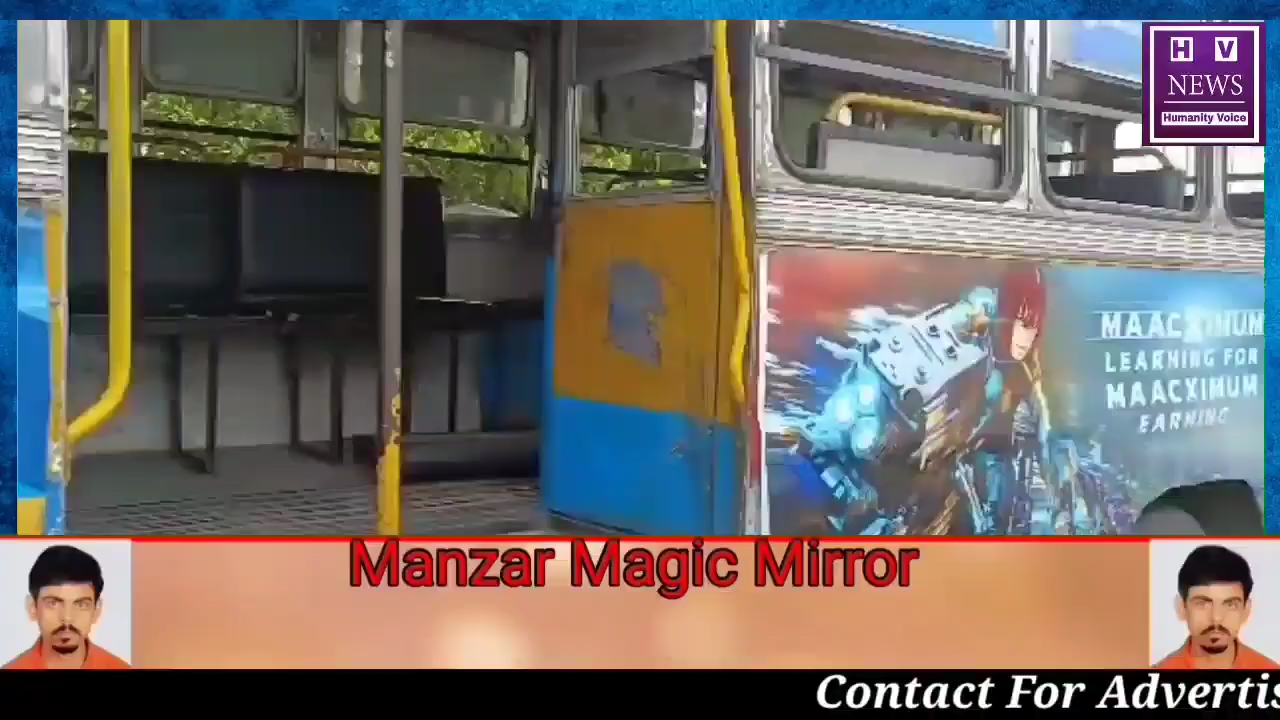 H V
NEWS
Humanity Voice
MAACXIMUM
LEARNING FOR
MAACXIMUM
EARNING
Manzar Magic Mirror
Contact For Advertis